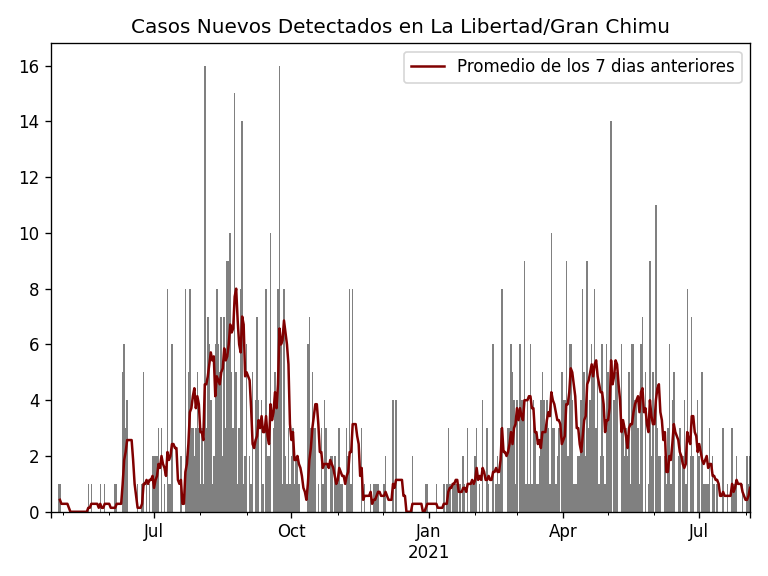 Casos Nuevos Detectados en La Libertad/Gran Chimu
Promedio de los 7 dias anteriores
16
14
12
10
8
6
4
2
0
Jul
Oct
Jan
2021
Apr
Jul